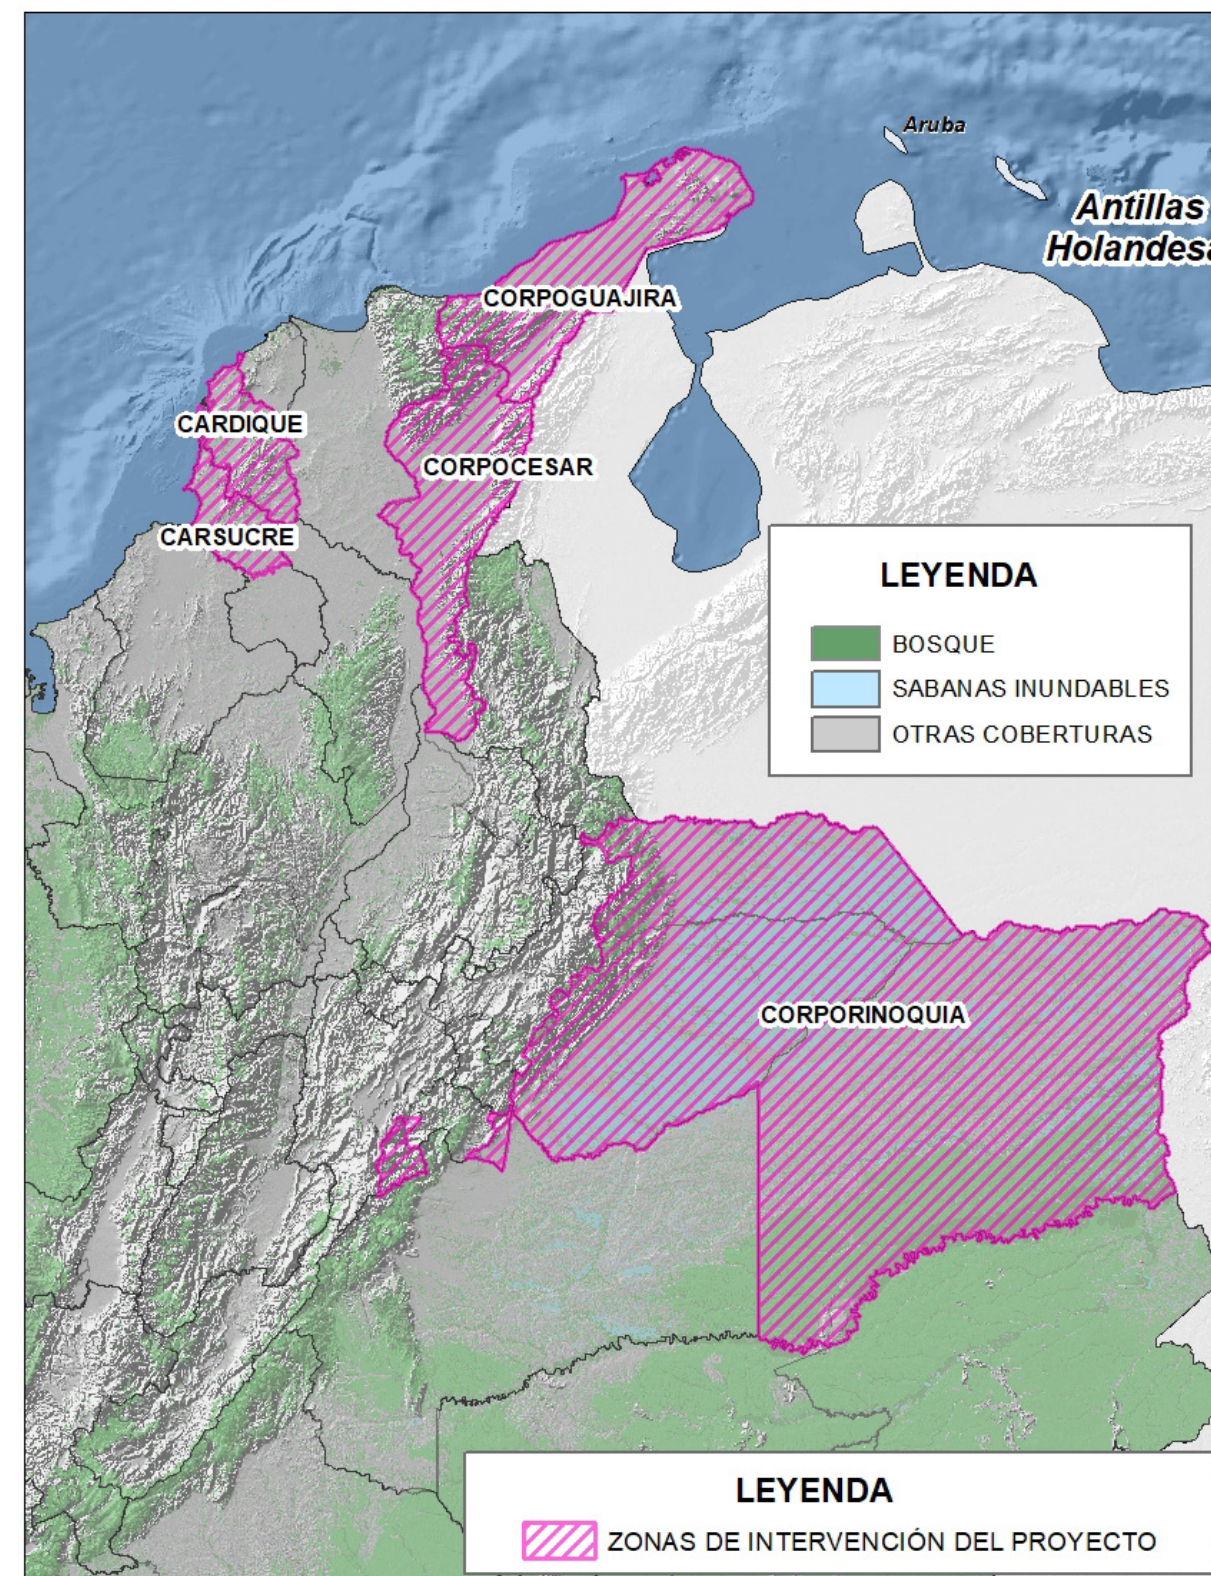 Aruba
Antillas
Holandesa
CORPOGUAJIRA
CARDIQUE
CORPOCESAR
CARSUCRE
LEYENDA
BOSQUE
SABANAS INUNDABLES
OTRAS COBERTURAS
CORPORINOQUIA
LEYENDA
ZONAS DE INTERVENCIÓN DEL PROYECTO